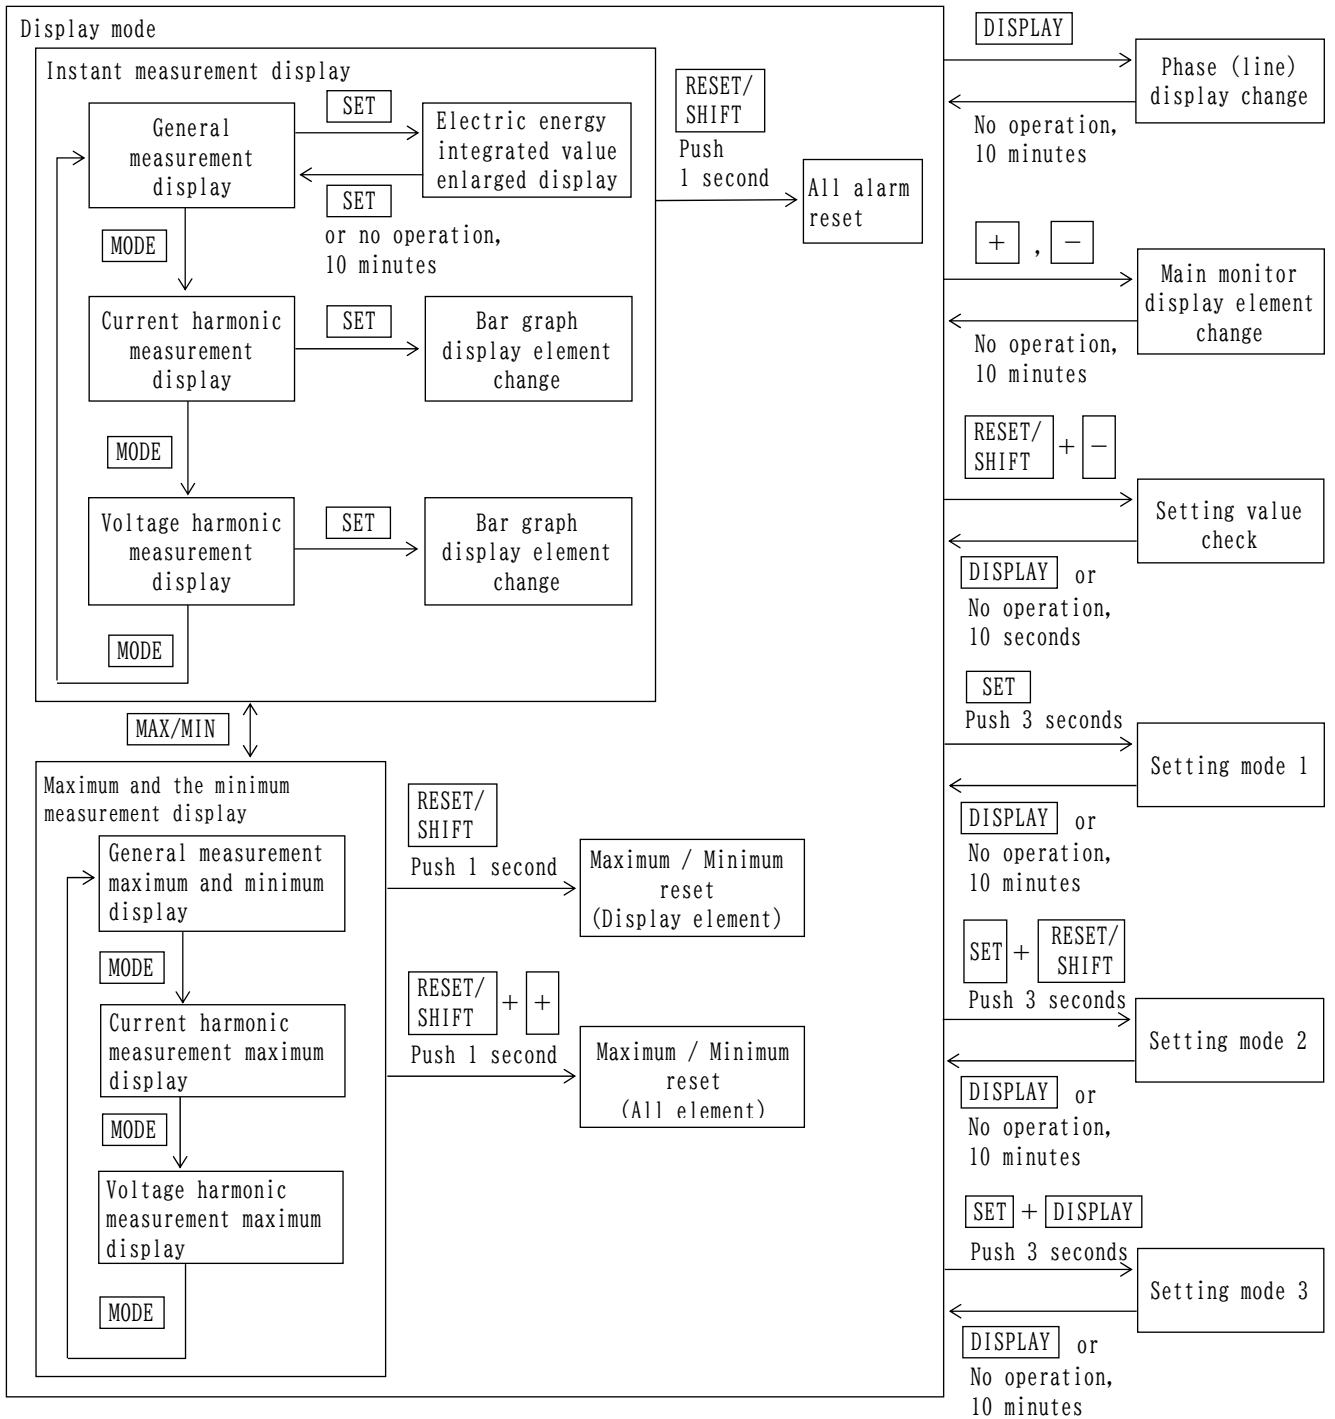 Display mode
Instant measurement display
General
measurement
display
SET
Electric energy
integrated value
enlarged display
SET
or no operation,
10 minutes
MODE
Current harmonic
measurement
display
SET
Bar graph
display element
change
MODE
Voltage harmonic
measurement
display
SET
Bar graph
display element
change
MODE
RESET/
SHIFT
Push
1 second
All alarm
reset
MAX/MIN
Maximum and the minimum
measurement display
General measurement
maximum and minimum
display
MODE
Current harmonic
measurement maximum
display
MODE
Voltage harmonic
measurement maximum
display
MODE
RESET/
SHIFT
Push 1 second
Maximum / Minimum
reset
(Display element)
RESET/
SHIFT + +
Push 1 second
Maximum / Minimum
reset
(All element)
DISPLAY
Phase (line)
display change
No operation,
10 minutes
+ , −
Main monitor
display element
change
No operation,
10 minutes
RESET/
SHIFT + −
Setting value
check
DISPLAY or
No operation,
10 seconds
SET
Push 3 seconds
Setting mode 1
DISPLAY or
No operation,
10 minutes
SET + RESET/
SHIFT
Push 3 seconds
Setting mode 2
DISPLAY or
No operation,
10 minutes
SET + DISPLAY
Push 3 seconds
Setting mode 3
DISPLAY or
No operation,
10 minutes